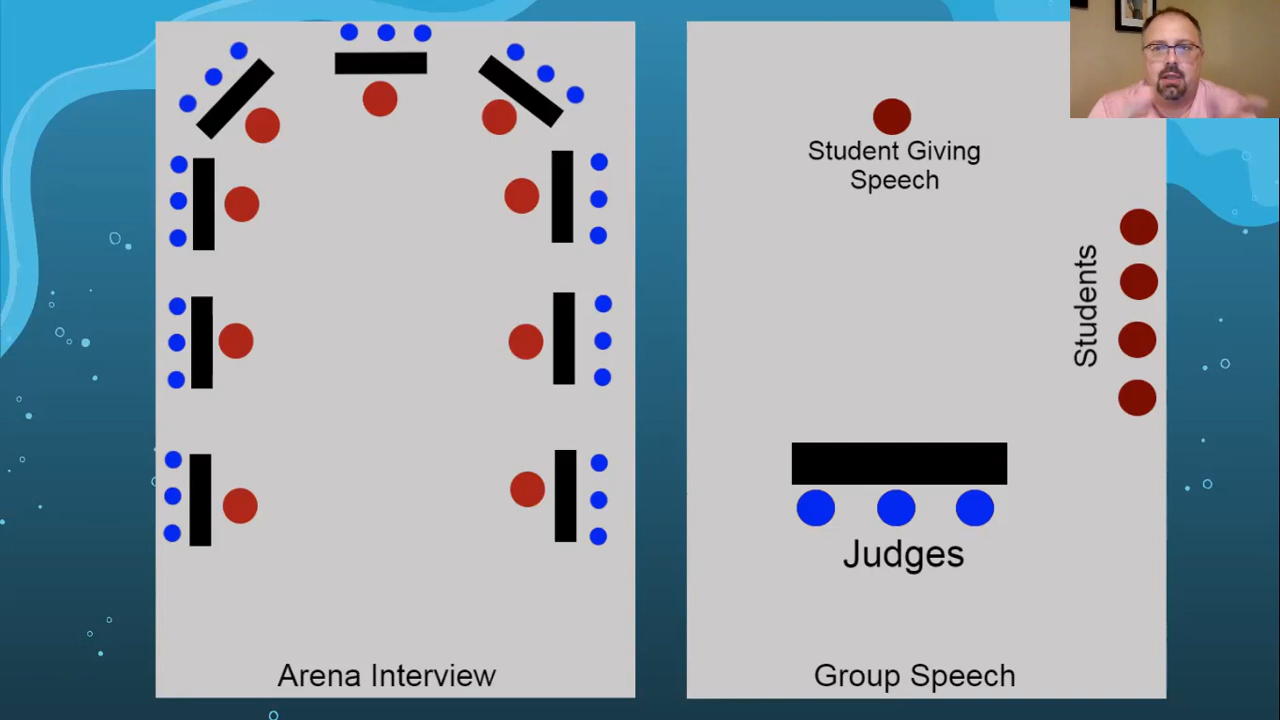 Student Giving
Speech
Students
Judges
Arena Interview
Group Speech